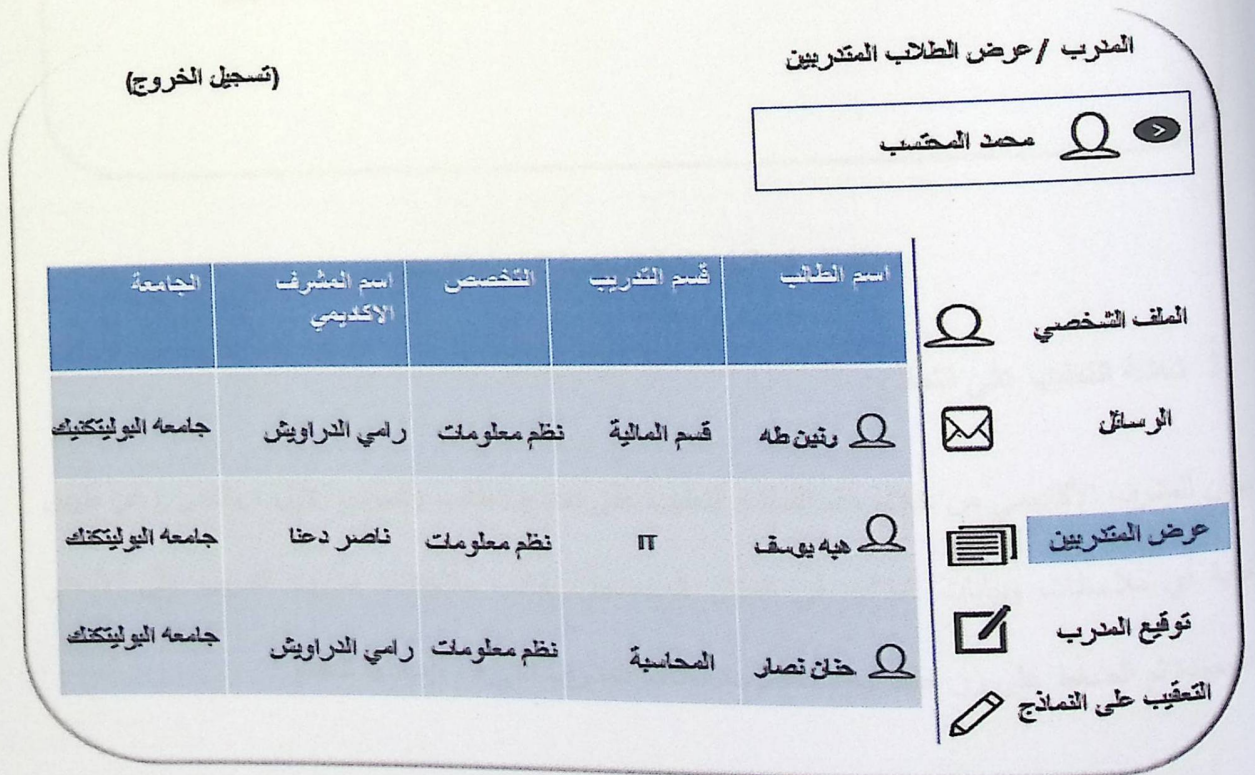 المدرب / عرض الطلاب المتدربين
(تسجيل الخروج)
محمد المحتسب
الملف الشخصي
الرسائل
عرض المتدربين
توقيع المدرب
التعقيب على النماذج
اسم الطالب قسم التدريب التخصص اسم المشرف الاكديمي الجامعة
رنين طه قسم المالية نظم معلومات رامي الدراويش جامعه البوليتكنيك
هبه يوسف IT نظم معلومات ناصر دعنا جامعه البوليتكنك
حنان نصار المحاسبة نظم معلومات رامي الدراويش جامعه البوليتكنك